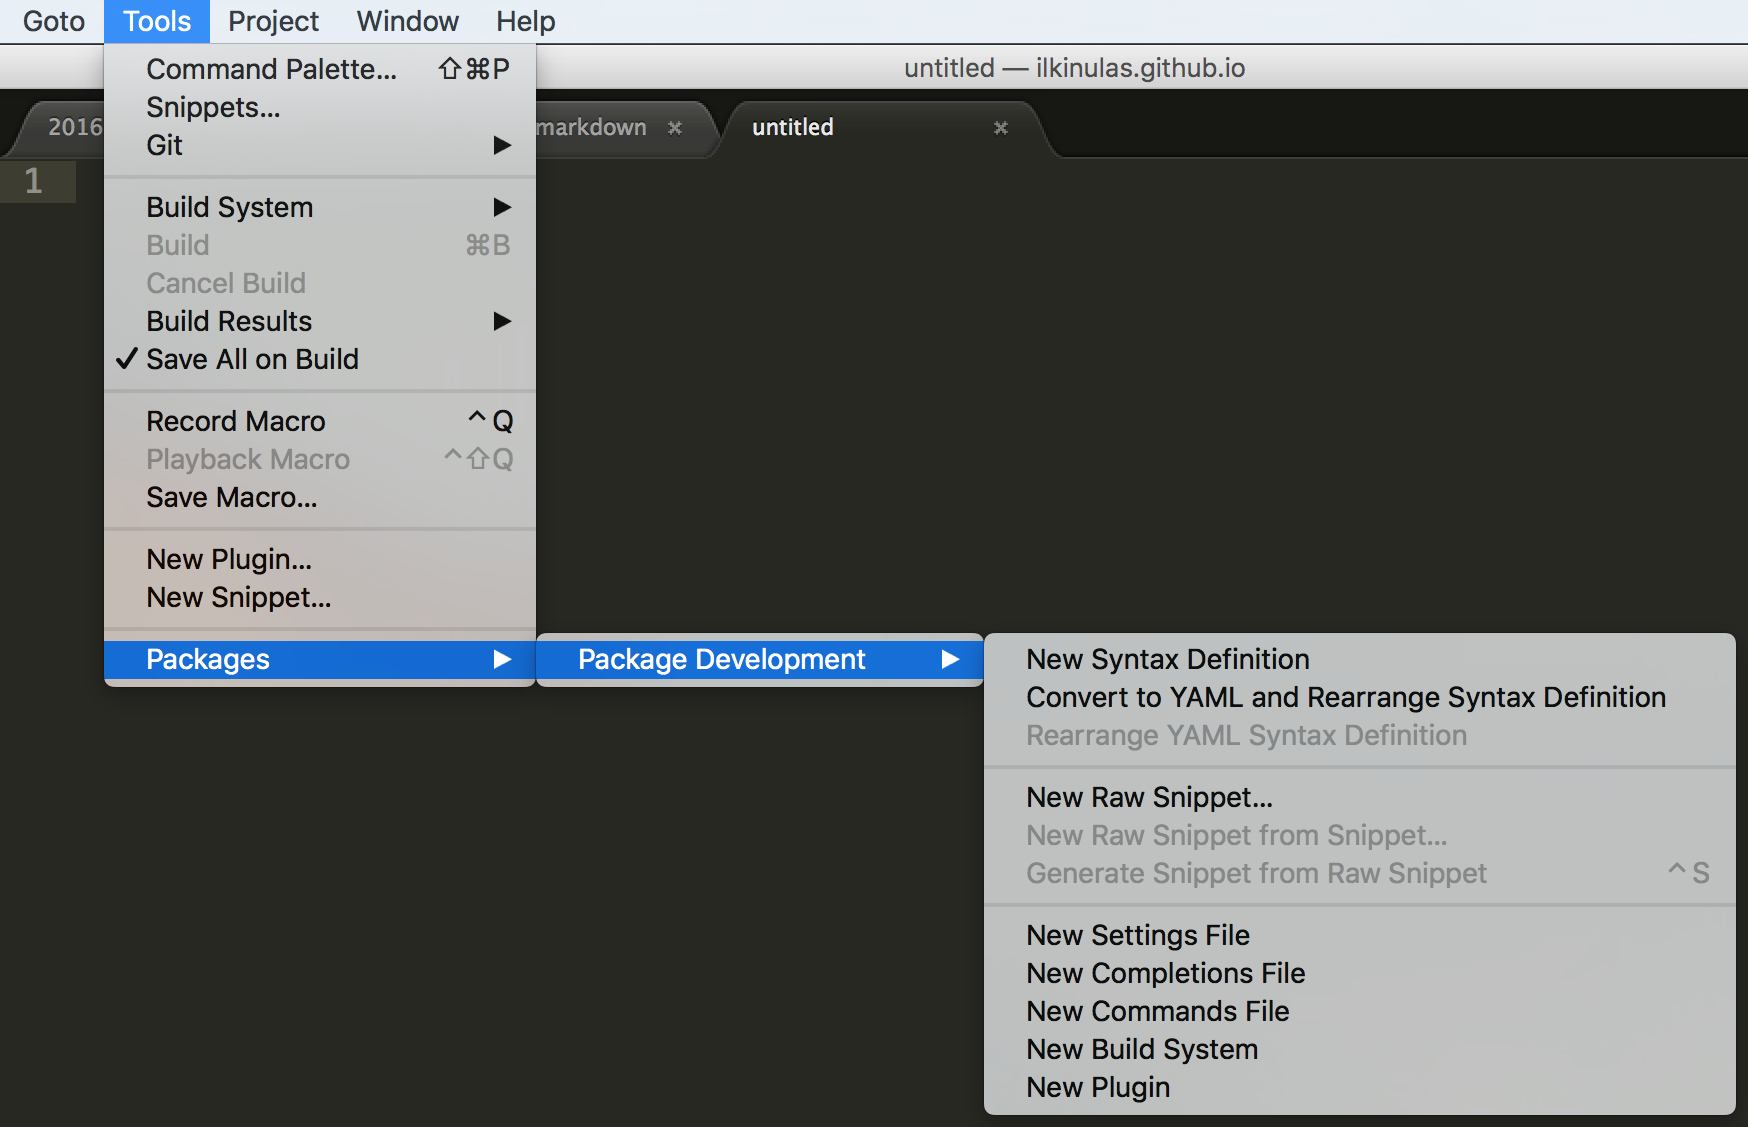 Goto Tools Project Window Help
untitled — ilkinulas.github.io
2016 markdown × untitled ×
1
Command Palette... ⇧⌘P
Snippets...
Git ▶
Build System ▶
Build ⌘B
Cancel Build
Build Results ▶
✓ Save All on Build
Record Macro ^Q
Playback Macro ^⇧Q
Save Macro...
New Plugin...
New Snippet...
Packages ▶
Package Development ▶
New Syntax Definition
Convert to YAML and Rearrange Syntax Definition
Rearrange YAML Syntax Definition
New Raw Snippet...
New Raw Snippet from Snippet...
Generate Snippet from Raw Snippet ^S
New Settings File
New Completions File
New Commands File
New Build System
New Plugin